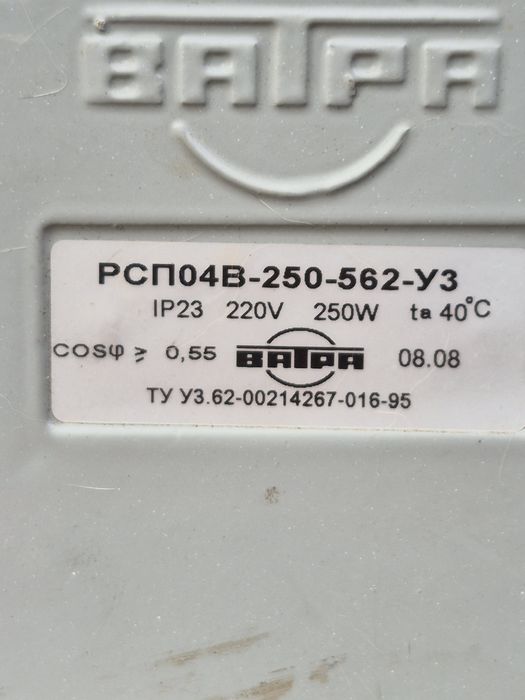 ВАТРА
РСП04В-250-562-У3
IP23 220V 250W ta 40°C
cosφ ≥ 0,55 ВАТРА 08.08
ТУ У3.62-00214267-016-95